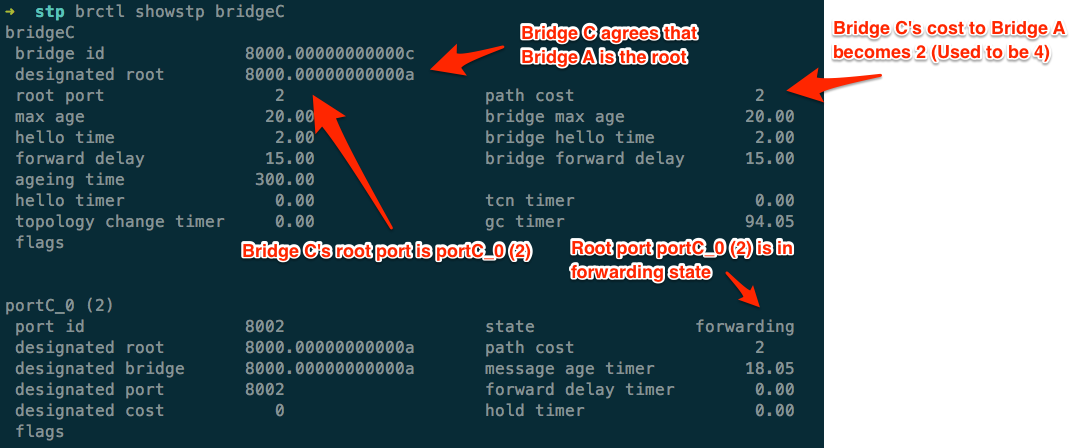 → stp brctl showstp bridgeC
bridgeC
bridge id 8000.00000000000c
designated root 8000.00000000000a
root port 2 path cost 2
max age 20.00 bridge max age 20.00
hello time 2.00 bridge hello time 2.00
forward delay 15.00 bridge forward delay 15.00
ageing time 300.00
hello timer 0.00 tcn timer 0.00
topology change timer 0.00 gc timer 94.05
flags
Bridge C agrees that
Bridge A is the root
Bridge C's cost to Bridge A
becomes 2 (Used to be 4)
Bridge C's root port is portC_0 (2)
Root port portC_0 (2) is in
forwarding state
portC_0 (2)
port id 8002 state forwarding
designated root 8000.00000000000a path cost 2
designated bridge 8000.00000000000a message age timer 18.05
designated port 8002 forward delay timer 0.00
designated cost 0 hold timer 0.00
flags